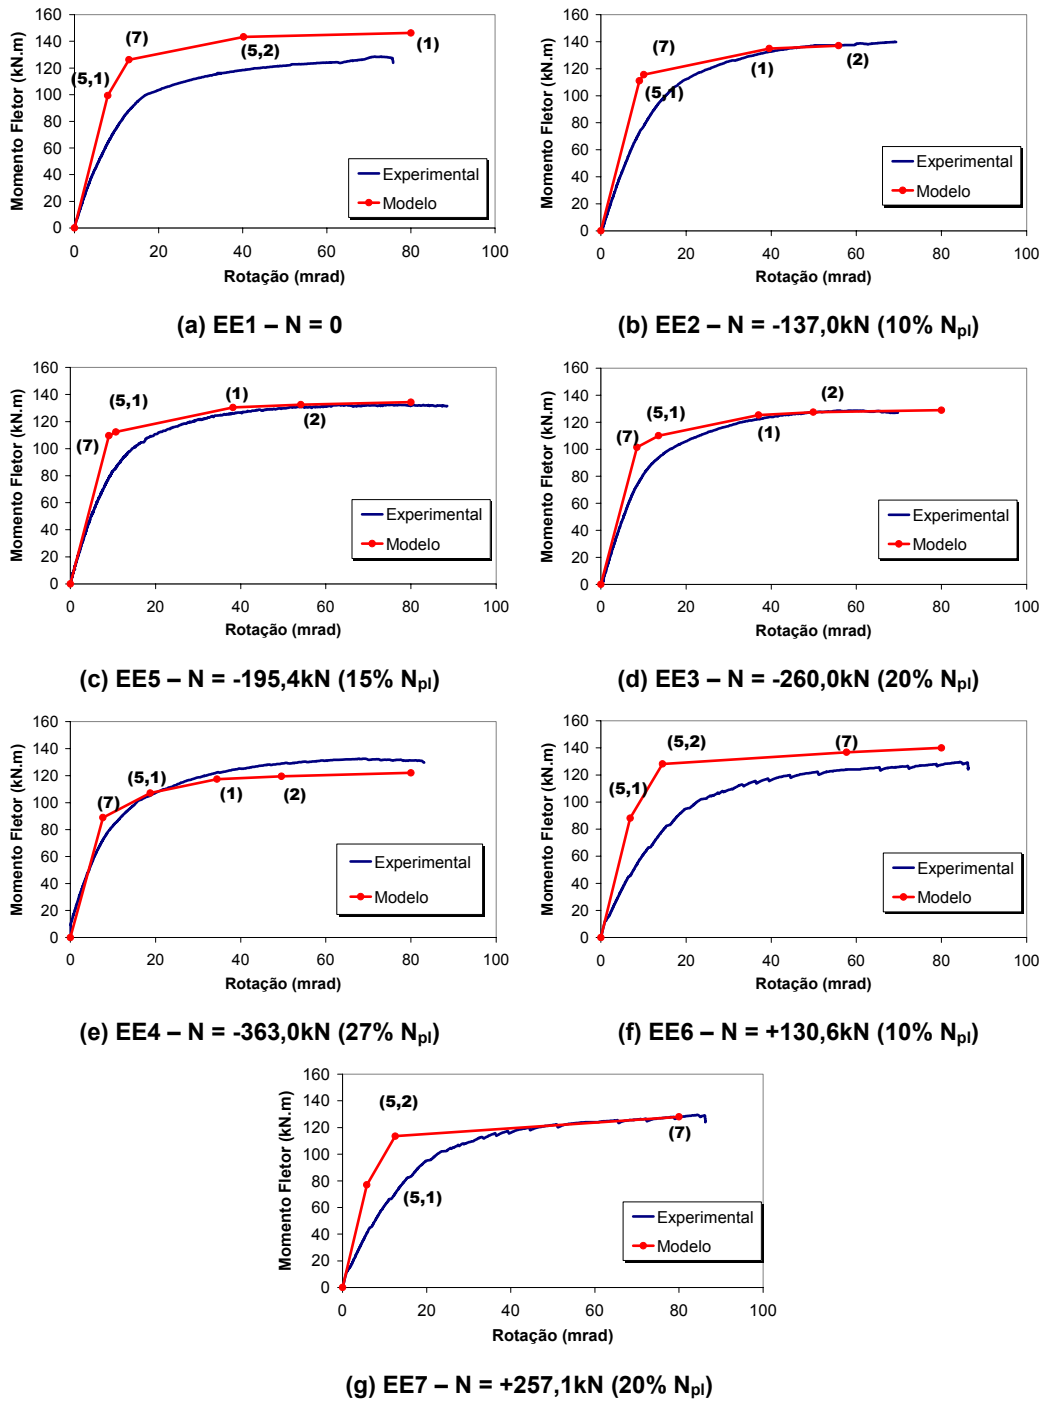 160
140
120
100
80
60
40
20
0
Momento Fletor (kN.m)
(5,1)
(7)
(5,2)
(1)
Experimental
Modelo
0 20 40 60 80 100
Rotação (mrad)
(a) EE1 – N = 0
160
140
120
100
80
60
40
20
0
Momento Fletor (kN.m)
(7)
(5,1)
(1)
(2)
Experimental
Modelo
0 20 40 60 80 100
Rotação (mrad)
(b) EE2 – N = -137,0kN (10% Npl)
160
140
120
100
80
60
40
20
0
Momento Fletor (kN.m)
(7)
(5,1)
(1)
(2)
Experimental
Modelo
0 20 40 60 80 100
Rotação (mrad)
(c) EE5 – N = -195,4kN (15% Npl)
160
140
120
100
80
60
40
20
0
Momento Fletor (kN.m)
(7)
(5,1)
(1)
(2)
Experimental
Modelo
0 20 40 60 80 100
Rotação (mrad)
(d) EE3 – N = -260,0kN (20% Npl)
160
140
120
100
80
60
40
20
0
Momento Fletor (kN.m)
(7)
(5,1)
(1)
(2)
Experimental
Modelo
0 20 40 60 80 100
Rotação (mrad)
(e) EE4 – N = -363,0kN (27% Npl)
160
140
120
100
80
60
40
20
0
Momento Fletor (kN.m)
(5,1)
(5,2)
(7)
Experimental
Modelo
0 20 40 60 80 100
Rotação (mrad)
(f) EE6 – N = +130,6kN (10% Npl)
160
140
120
100
80
60
40
20
0
Momento Fletor (kN.m)
(5,2)
(5,1)
(7)
Experimental
Modelo
0 20 40 60 80 100
Rotação (mrad)
(g) EE7 – N = +257,1kN (20% Npl)